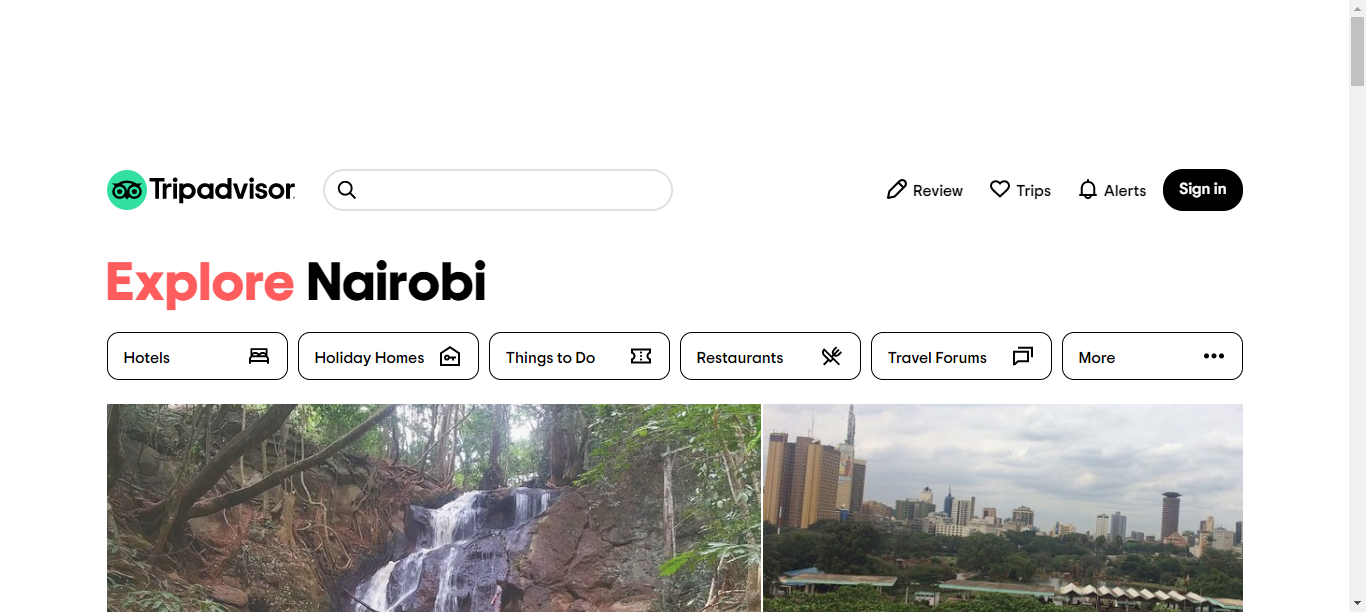 Tripadvisor
Review
Trips
Alerts
Sign in
Explore Nairobi
Hotels
Holiday Homes
Things to Do
Restaurants
Travel Forums
More